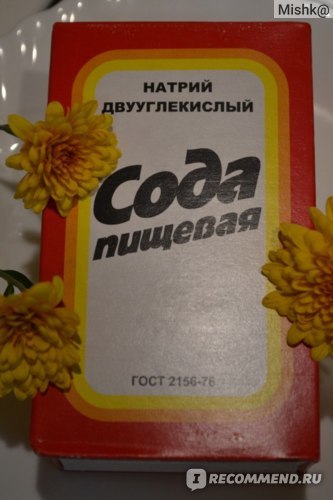 Mishk@
НАТРИЙ
ДВУУГЛЕКИСЛЫЙ
Сода
пищевая
ГОСТ 2156-76
IRECOMMEND.RU